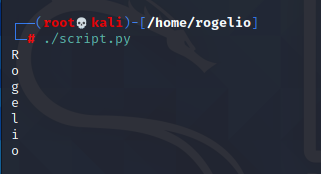 ┌──(root💀kali)-[/home/rogelio]
└─# ./script.py
R
o
g
e
l
i
o